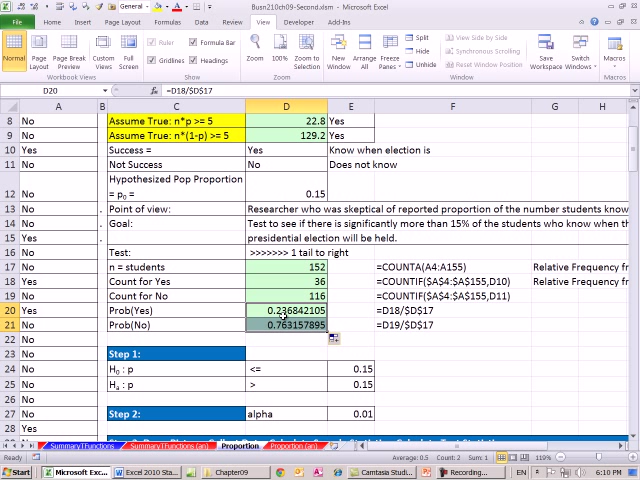 General
Busn210ch09-Second.xlsm - Microsoft Excel
File Home Insert Page Layout Formulas Data Review View Developer Add-Ins
Normal Page Layout Page Break Preview Custom Views Full Screen
Ruler Formula Bar
Gridlines Headings
Zoom 100% Zoom to Selection
New Window Arrange All Freeze Panes
Split View Side by Side
Hide Synchronous Scrolling
Unhide Reset Window Position
Save Workspace Switch Windows Macros
Workbook Views Show Zoom Window Macros
D20 =D18/$D$17
A B C D E F G H
8 No Assume True: n*p >= 5 22.8 Yes
9 No Assume True: n*(1-p) >= 5 129.2 Yes
10 Yes Success = Yes Know when election is
11 No Not Success No Does not know
Hypothesized Pop Proportion
12 No = p0 = 0.15
13 No . Point of view: Researcher who was skeptical of reported proportion of the number students know
14 No . Goal: Test to see if there is significantly more than 15% of the students who know when th
15 Yes presidential election will be held.
16 No Test: >>>>>>> 1 tail to right
17 No n = students 152 =COUNTA(A4:A155) Relative Frequency fr
18 Yes Count for Yes 36 =COUNTIF($A$4:$A$155,D10) Relative Frequency fr
19 No Count for No 116 =COUNTIF($A$4:$A$155,D11)
20 Yes Prob(Yes) 0.236842105 =D18/$D$17
21 No Prob(No) 0.763157895 =D19/$D$17
22 No
23 No Step 1:
24 No H0 : p <= 0.15
25 No Ha : p > 0.15
26 No
27 No Step 2: alpha 0.01
28 Yes
SummaryTFunctions SummaryTFunctions (an) Proportion Proportion (an)
Ready Average: 0.5 Count: 2 Sum: 1 119%
Start Microsoft Exc... Word Excel 2010 Sta... Chapter09 Camtasia Studi... Recording... EN 6:10 PM